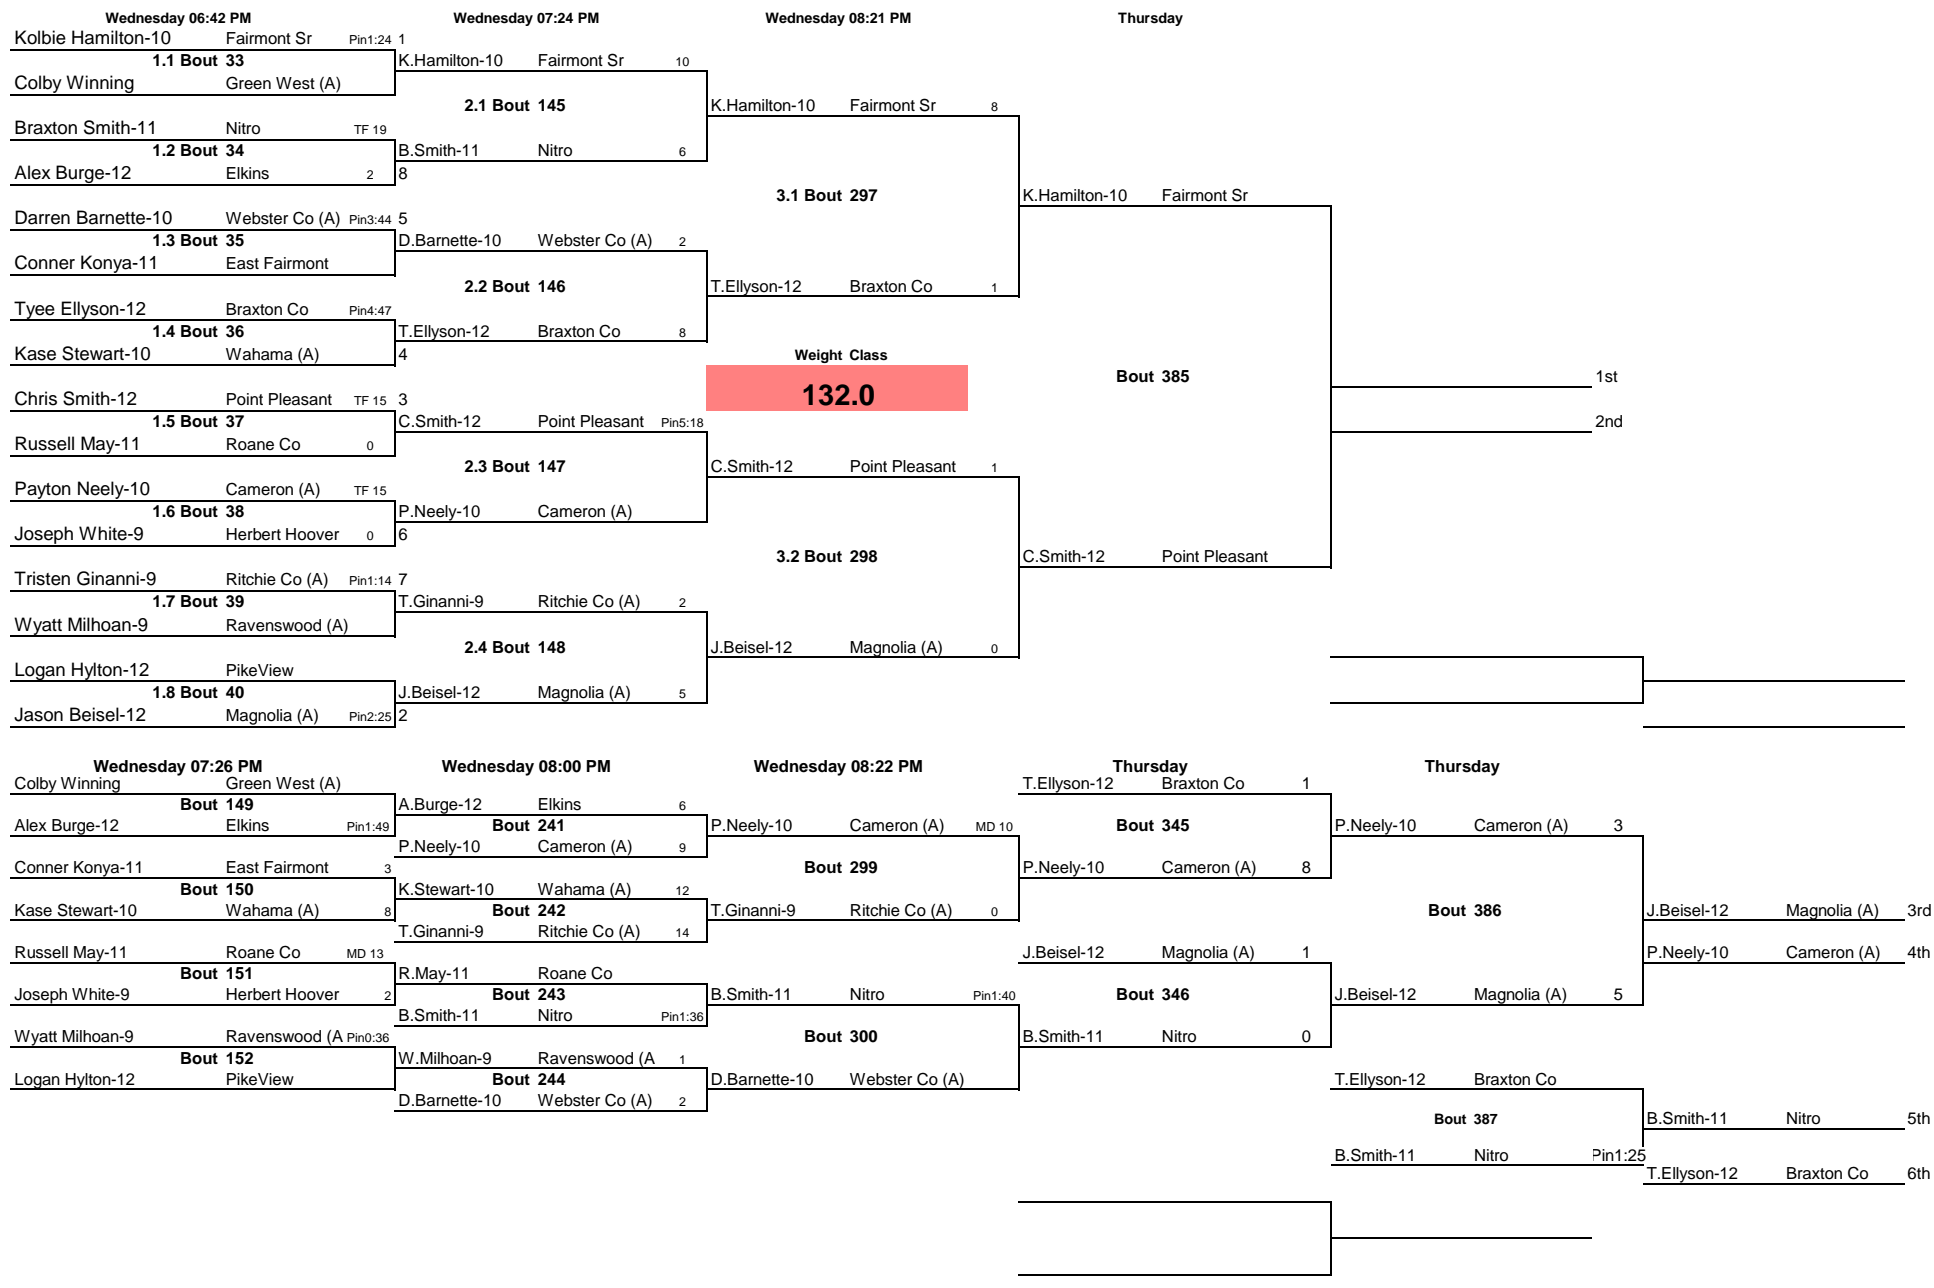 Wednesday 06:42 PM Wednesday 07:24 PM Wednesday 08:21 PM Thursday
Kolbie Hamilton-10 Fairmont Sr Pin1:24 1
1.1 Bout 33 K.Hamilton-10 Fairmont Sr 10
Colby Winning Green West (A)
2.1 Bout 145 K.Hamilton-10 Fairmont Sr 8
Braxton Smith-11 Nitro TF 19
1.2 Bout 34 B.Smith-11 Nitro 6
Alex Burge-12 Elkins 2 8
3.1 Bout 297 K.Hamilton-10 Fairmont Sr
Darren Barnette-10 Webster Co (A) Pin3:44 5
1.3 Bout 35 D.Barnette-10 Webster Co (A) 2
Conner Konya-11 East Fairmont
2.2 Bout 146 T.Ellyson-12 Braxton Co 1
Tyee Ellyson-12 Braxton Co Pin4:47
1.4 Bout 36 T.Ellyson-12 Braxton Co 8
Kase Stewart-10 Wahama (A) 4 Weight Class
Bout 385 1st
132.0
Chris Smith-12 Point Pleasant TF 15 3
1.5 Bout 37 C.Smith-12 Point Pleasant Pin5:18 2nd
Russell May-11 Roane Co 0
2.3 Bout 147 C.Smith-12 Point Pleasant 1
Payton Neely-10 Cameron (A) TF 15
1.6 Bout 38 P.Neely-10 Cameron (A)
Joseph White-9 Herbert Hoover 0 6
3.2 Bout 298 C.Smith-12 Point Pleasant
Tristen Ginanni-9 Ritchie Co (A) Pin1:14 7
1.7 Bout 39 T.Ginanni-9 Ritchie Co (A) 2
Wyatt Milhoan-9 Ravenswood (A)
2.4 Bout 148 J.Beisel-12 Magnolia (A) 0
Logan Hylton-12 PikeView
1.8 Bout 40 J.Beisel-12 Magnolia (A) 5
Jason Beisel-12 Magnolia (A) Pin2:25 2
Wednesday 07:26 PM Wednesday 08:00 PM Wednesday 08:22 PM Thursday Thursday
Colby Winning Green West (A) T.Ellyson-12 Braxton Co 1
Bout 149 A.Burge-12 Elkins 6
Alex Burge-12 Elkins Pin1:49 Bout 241 P.Neely-10 Cameron (A) MD 10 Bout 345 P.Neely-10 Cameron (A) 3
P.Neely-10 Cameron (A) 9
Conner Konya-11 East Fairmont 3 Bout 299 P.Neely-10 Cameron (A) 8
Bout 150 K.Stewart-10 Wahama (A) 12
Kase Stewart-10 Wahama (A) 8 Bout 242 T.Ginanni-9 Ritchie Co (A) 0 Bout 386 J.Beisel-12 Magnolia (A) 3rd
T.Ginanni-9 Ritchie Co (A) 14
Russell May-11 Roane Co MD 13 J.Beisel-12 Magnolia (A) 1 P.Neely-10 Cameron (A) 4th
Bout 151 R.May-11 Roane Co
Joseph White-9 Herbert Hoover 2 Bout 243 B.Smith-11 Nitro Pin1:40 Bout 346 J.Beisel-12 Magnolia (A) 5
B.Smith-11 Nitro Pin1:36
Wyatt Milhoan-9 Ravenswood (A Pin0:36 Bout 300 B.Smith-11 Nitro 0
Bout 152 W.Milhoan-9 Ravenswood (A 1
Logan Hylton-12 PikeView Bout 244 D.Barnette-10 Webster Co (A) T.Ellyson-12 Braxton Co
D.Barnette-10 Webster Co (A) 2
Bout 387 B.Smith-11 Nitro 5th
B.Smith-11 Nitro Pin1:25
T.Ellyson-12 Braxton Co 6th